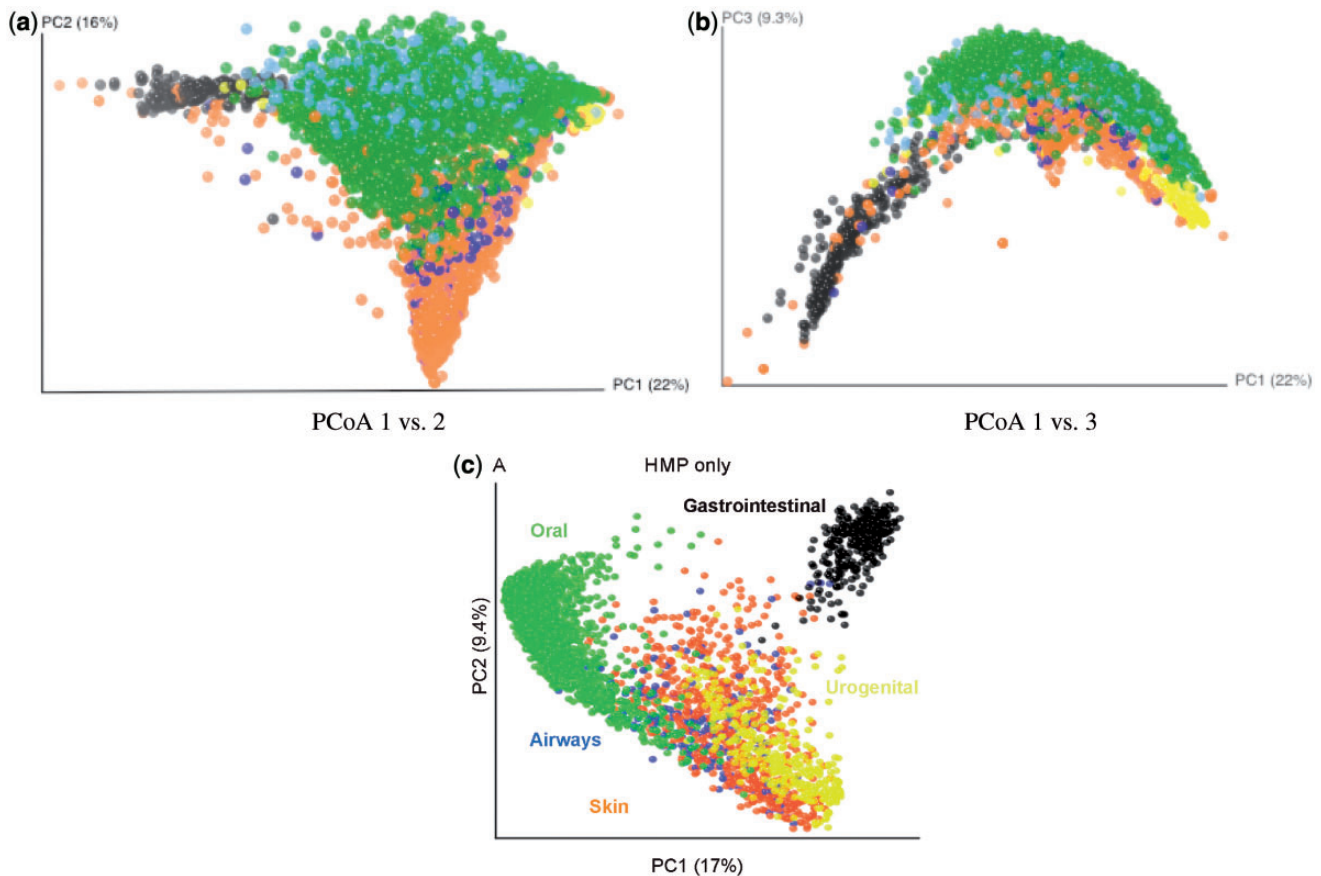 (a)
PC2 (16%)
PC1 (22%)
PCoA 1 vs. 2
(b)
PC3 (9.3%)
PC1 (22%)
PCoA 1 vs. 3
(c) A HMP only
Gastrointestinal
Oral
PC2 (9.4%)
Urogenital
Airways
Skin
PC1 (17%)